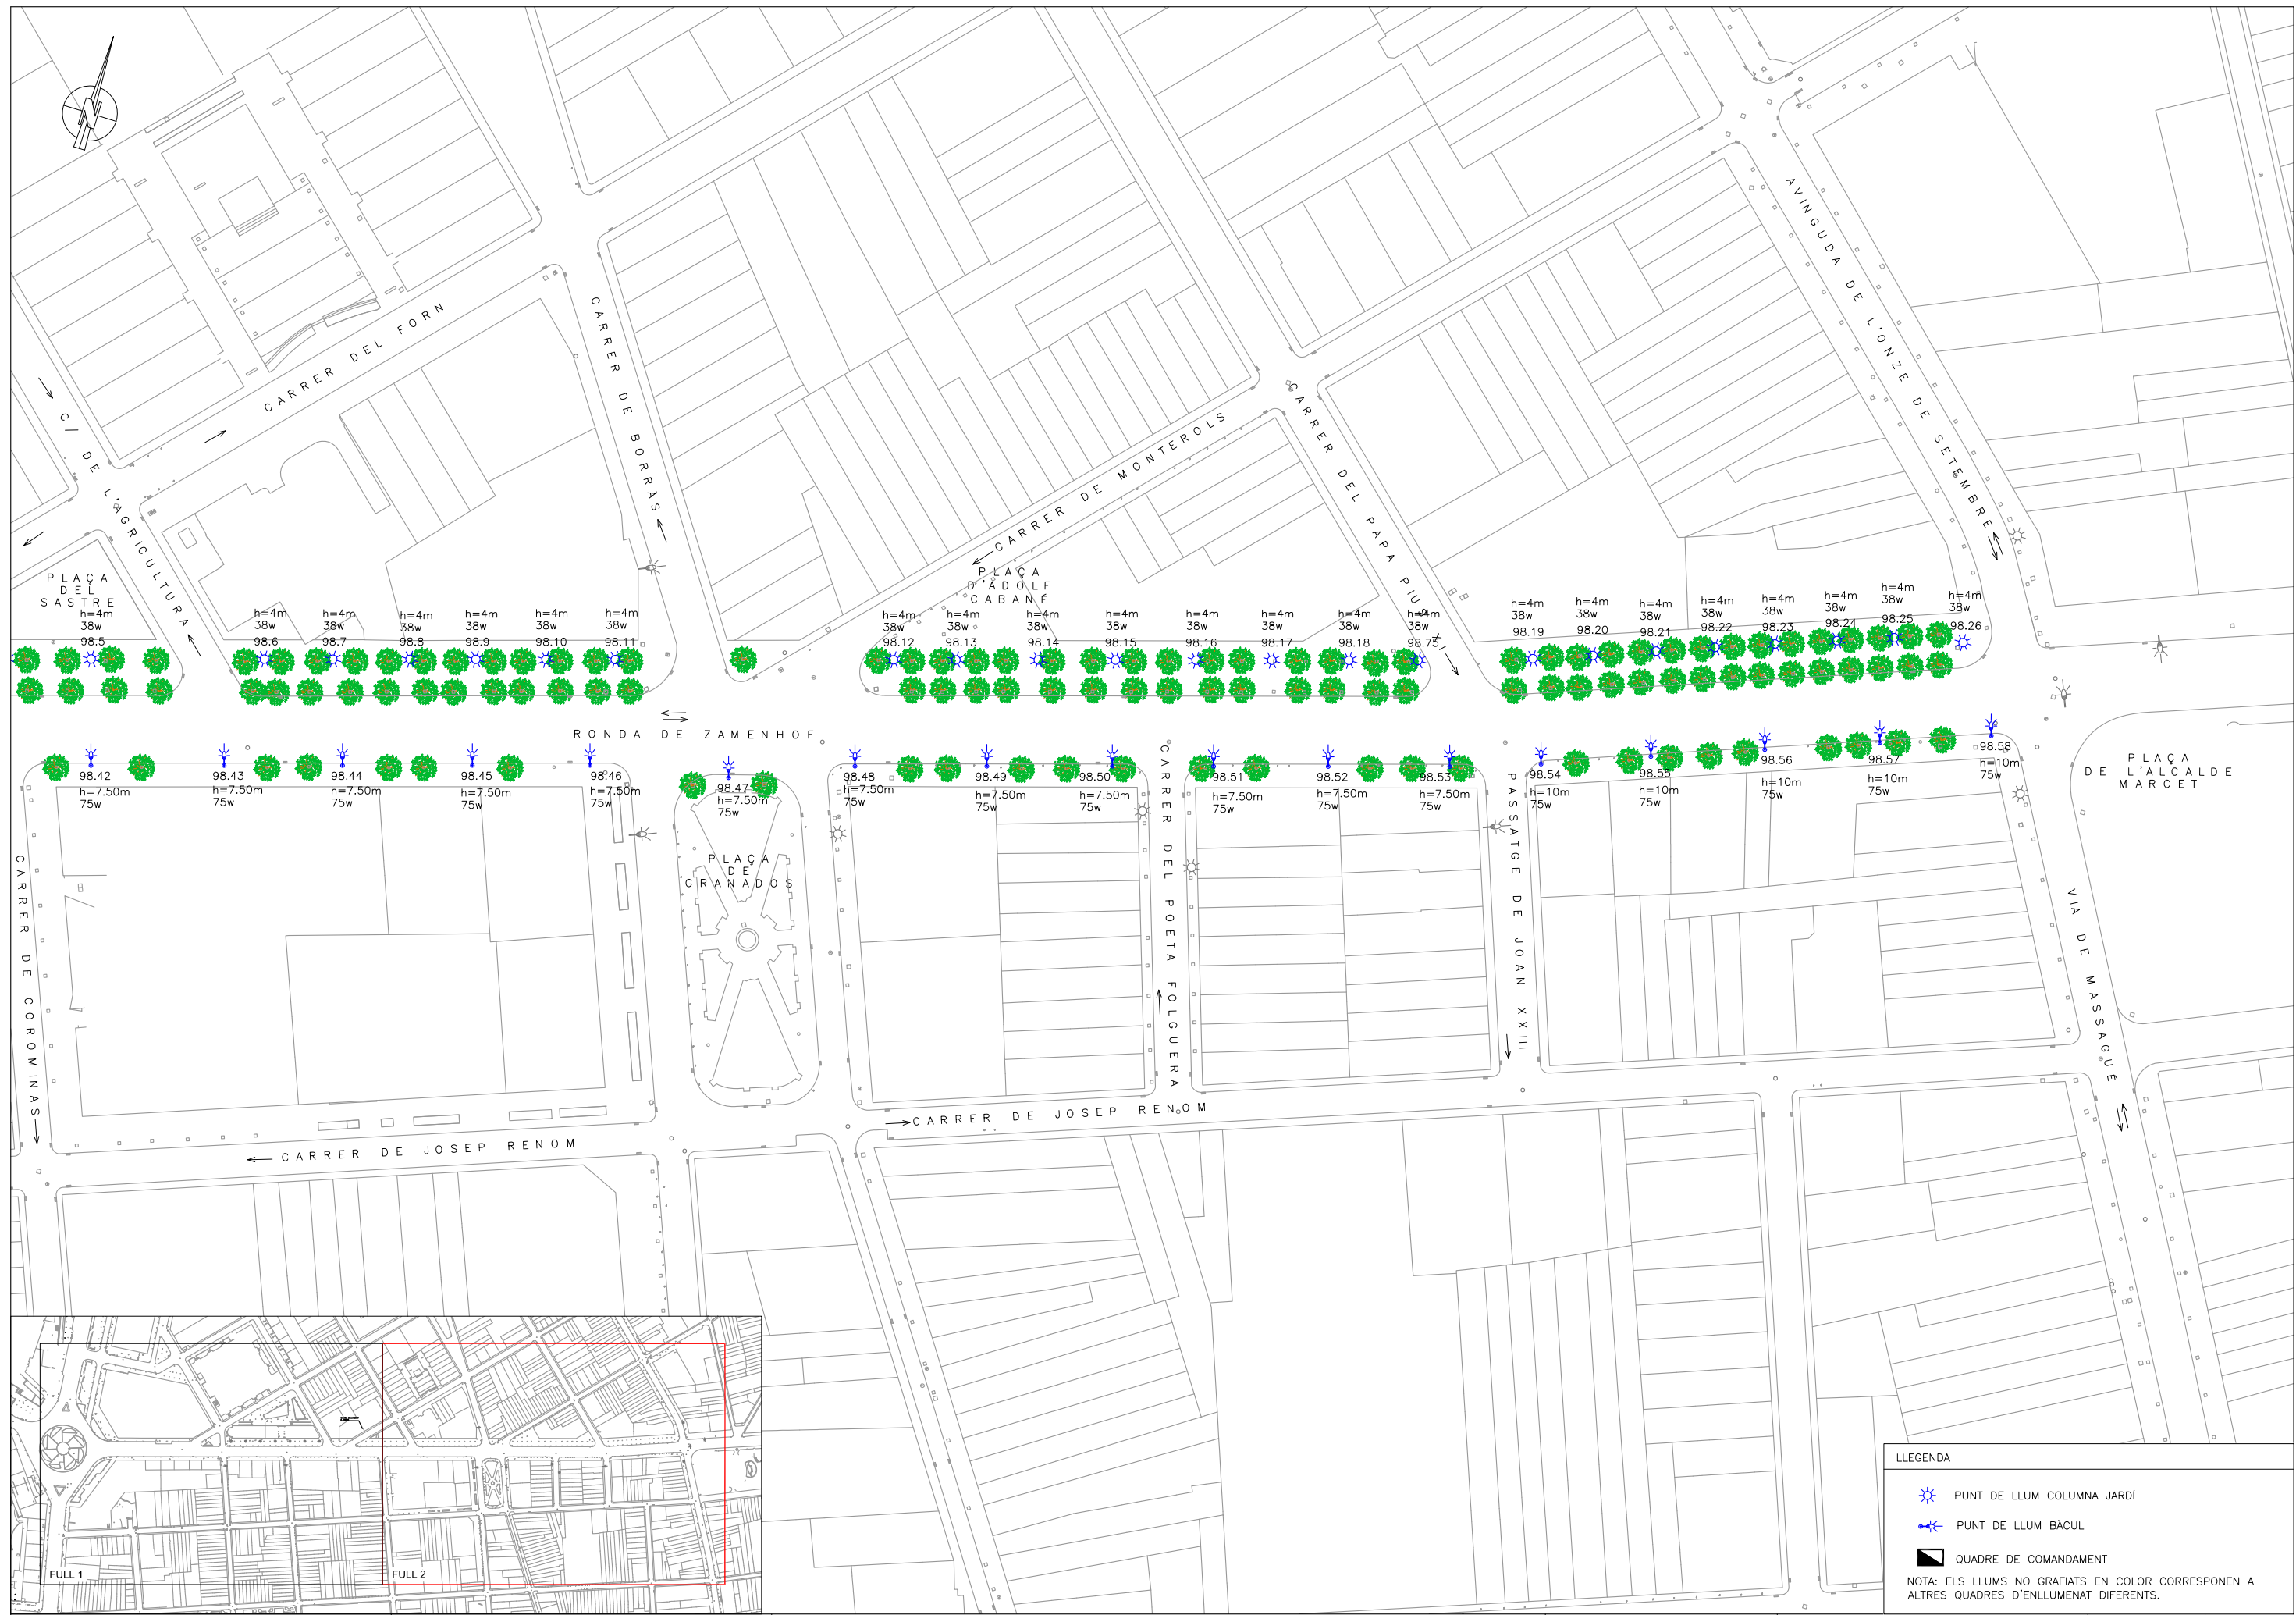 AVINGUDA DE L'ONZE DE SETEMBRE
CARRER DEL FORN
CARRER DE BORRÀS
C/ DE L'AGRICULTURA
CARRER DE MONTEROLS
CARRER DEL PAPA PIUS XI
PLAÇA
DEL
SASTRE
PLAÇA
D'ADOLF
CABANÉ
h=4m
38w
98.5
h=4m
38w
98.6
h=4m
38w
98.7
h=4m
38w
98.8
h=4m
38w
98.9
h=4m
38w
98.10
h=4m
38w
98.11
h=4m
38w
98.12
h=4m
38w
98.13
h=4m
38w
98.14
h=4m
38w
98.15
h=4m
38w
98.16
h=4m
38w
98.17
h=4m
38w
98.18
h=4m
38w
98.75
h=4m
38w
98.19
h=4m
38w
98.20
h=4m
38w
98.21
h=4m
38w
98.22
h=4m
38w
98.23
h=4m
38w
98.24
h=4m
38w
98.25
h=4m
38w
98.26
RONDA DE ZAMENHOF
98.42
h=7.50m
75w
98.43
h=7.50m
75w
98.44
h=7.50m
75w
98.45
h=7.50m
75w
98.46
h=7.50m
75w
98.47
h=7.50m
75w
98.48
h=7.50m
75w
98.49
h=7.50m
75w
98.50
h=7.50m
75w
98.51
h=7.50m
75w
98.52
h=7.50m
75w
98.53
h=7.50m
75w
98.54
h=10m
75w
98.55
h=10m
75w
98.56
h=10m
75w
98.57
h=10m
75w
98.58
h=10m
75w
PLAÇA
DE L'ALCALDE
MARCET
PLAÇA
DE
GRANADOS
CARRER DE COROMINAS
CARRER DEL POETA FOLGUERA
PASSATGE DE JOAN XXIII
VIA DE MASSAGUÉ
CARRER DE JOSEP RENOM
CARRER DE JOSEP RENOM
FULL 1
FULL 2
LLEGENDA
PUNT DE LLUM COLUMNA JARDÍ
PUNT DE LLUM BÀCUL
QUADRE DE COMANDAMENT
NOTA: ELS LLUMS NO GRAFIATS EN COLOR CORRESPONEN A
ALTRES QUADRES D'ENLLUMENAT DIFERENTS.